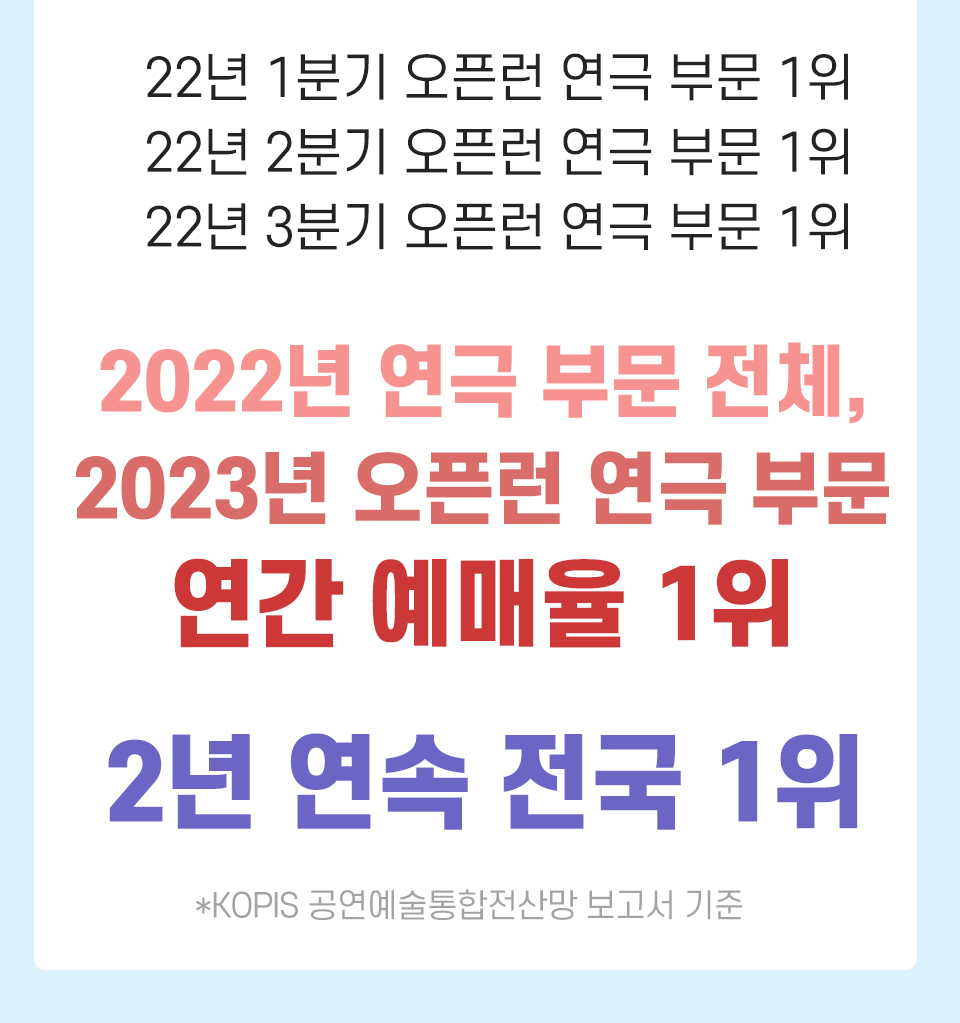 22년 1분기 오픈런 연극 부문 1위
22년 2분기 오픈런 연극 부문 1위
22년 3분기 오픈런 연극 부문 1위
2022년 연극 부문 전체,
2023년 오픈런 연극 부문
연간 예매율 1위
2년 연속 전국 1위
*KOPIS 공연예술통합전산망 보고서 기준